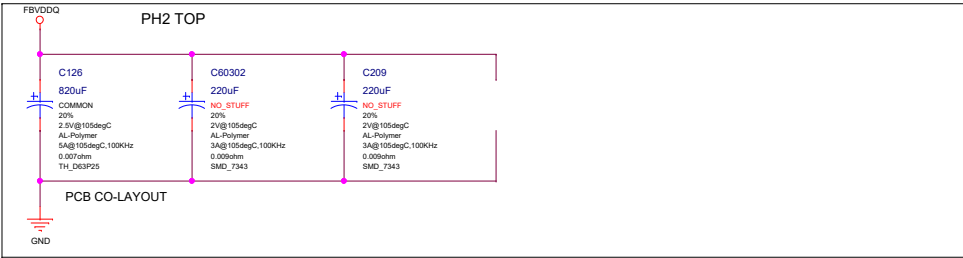 FBVDDQ
PH2 TOP
C126
820uF
COMMON
20%
2.5V@105degC
AL-Polymer
5A@105degC,100KHz
0.007ohm
TH_D63P25
C60302
220uF
NO_STUFF
20%
2V@105degC
AL-Polymer
3A@105degC,100KHz
0.009ohm
SMD_7343
C209
220uF
NO_STUFF
20%
2V@105degC
AL-Polymer
3A@105degC,100KHz
0.009ohm
SMD_7343
PCB CO-LAYOUT
GND